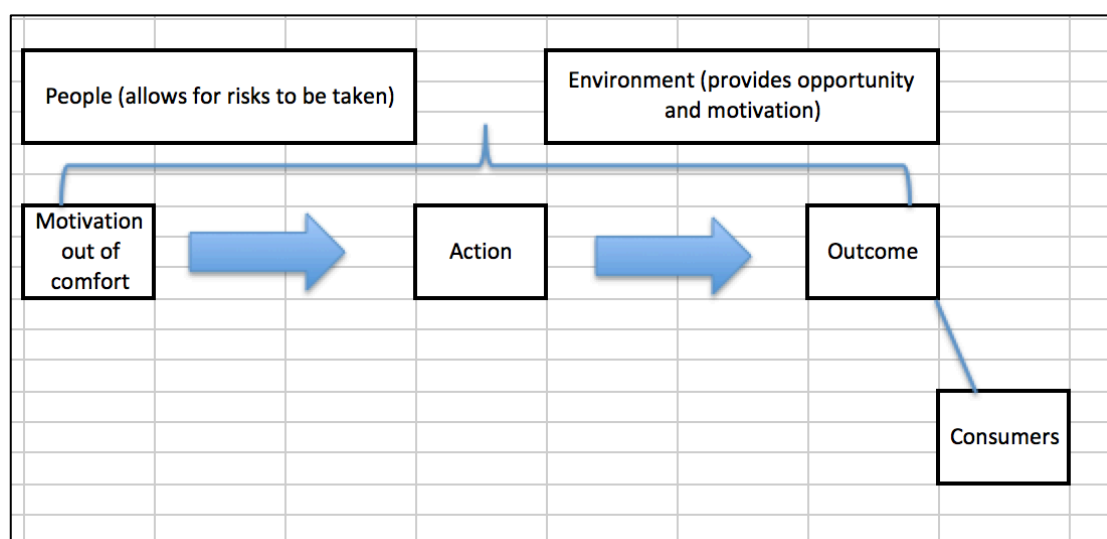 People (allows for risks to be taken)
Environment (provides opportunity
and motivation)
Motivation
out of
comfort
Action
Outcome
Consumers